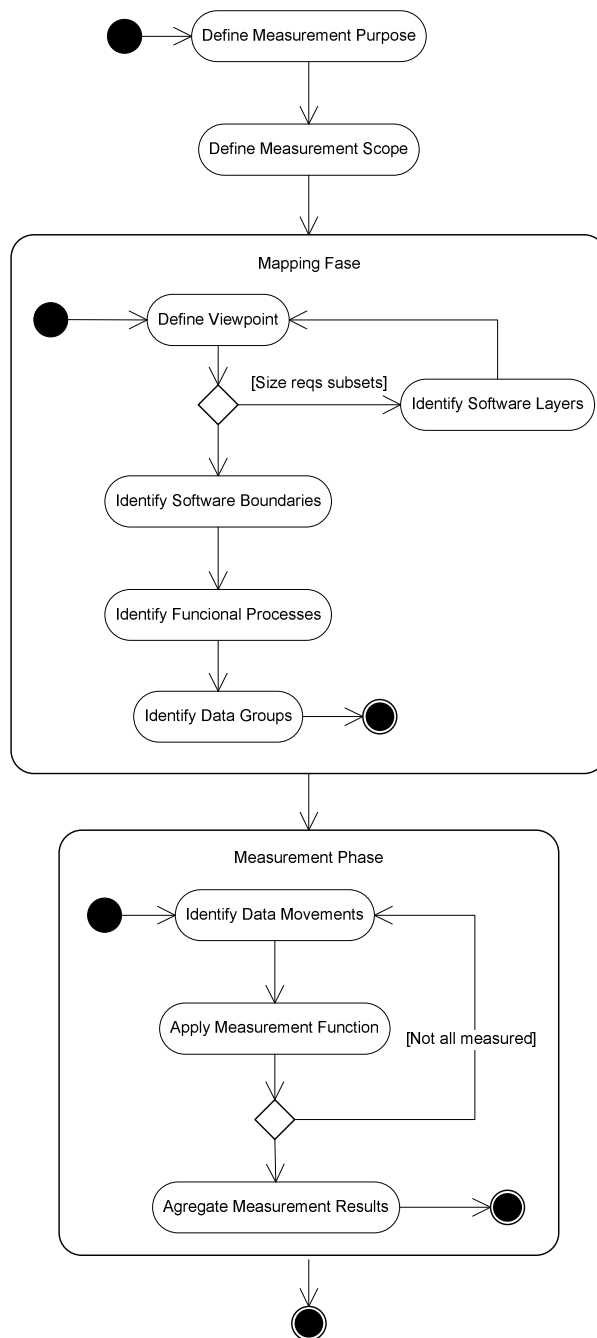 Define Measurement Purpose
Define Measurement Scope
Mapping Fase
Define Viewpoint
[Size reqs subsets]
Identify Software Layers
Identify Software Boundaries
Identify Funcional Processes
Identify Data Groups
Measurement Phase
Identify Data Movements
Apply Measurement Function
[Not all measured]
Agregate Measurement Results